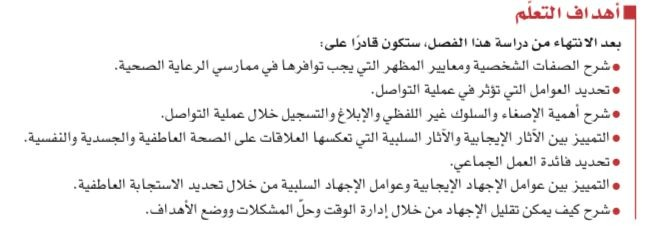 أهداف التعلّم
بعد الانتهاء من دراسة هذا الفصل، ستكون قادرًا على:
● شرح الصفات الشخصية ومعايير المظهر التي يجب توافرها في ممارسي الرعاية الصحية.
● تحديد العوامل التي تؤثر في عملية التواصل.
● شرح أهمية الإصغاء والسلوك غير اللفظي والإبلاغ والتسجيل خلال عملية التواصل.
● التمييز بين الآثار الإيجابية والآثار السلبية التي تعكسها العلاقات على الصحة العاطفية والجسدية والنفسية.
● تحديد فائدة العمل الجماعي.
● التمييز بين عوامل الإجهاد الإيجابية وعوامل الإجهاد السلبية من خلال تحديد الاستجابة العاطفية.
● شرح كيف يمكن تقليل الإجهاد من خلال إدارة الوقت وحلّ المشكلات ووضع الأهداف.